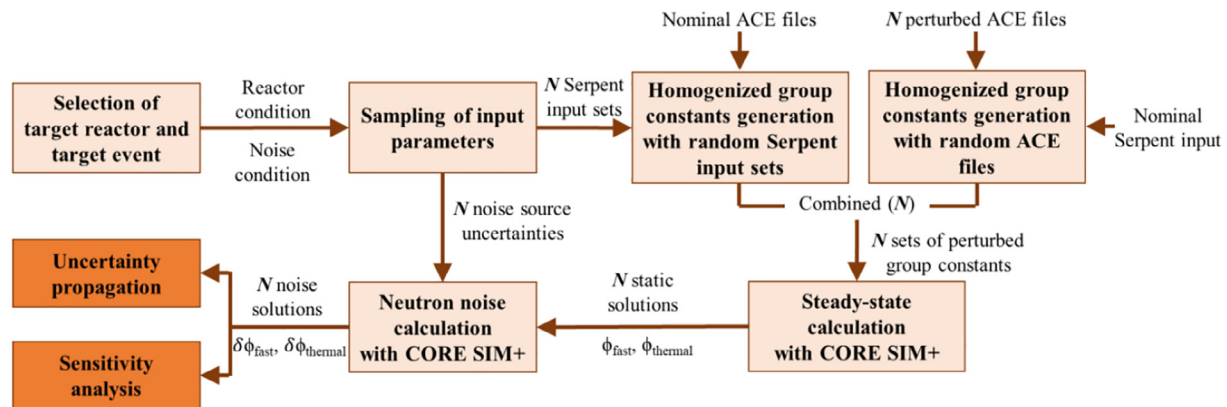 Nominal ACE files
N perturbed ACE files
Selection of
target reactor and
target event
Reactor
condition
Noise
condition
Sampling of input
parameters
N Serpent
input sets
Homogenized group
constants generation
with random Serpent
input sets
Homogenized group
constants generation
with random ACE
files
Nominal
Serpent input
Combined (N)
N noise source
uncertainties
N sets of perturbed
group constants
Uncertainty
propagation
Sensitivity
analysis
N noise
solutions
δϕfast, δϕthermal
Neutron noise
calculation
with CORE SIM+
N static
solutions
ϕfast, ϕthermal
Steady-state
calculation
with CORE SIM+